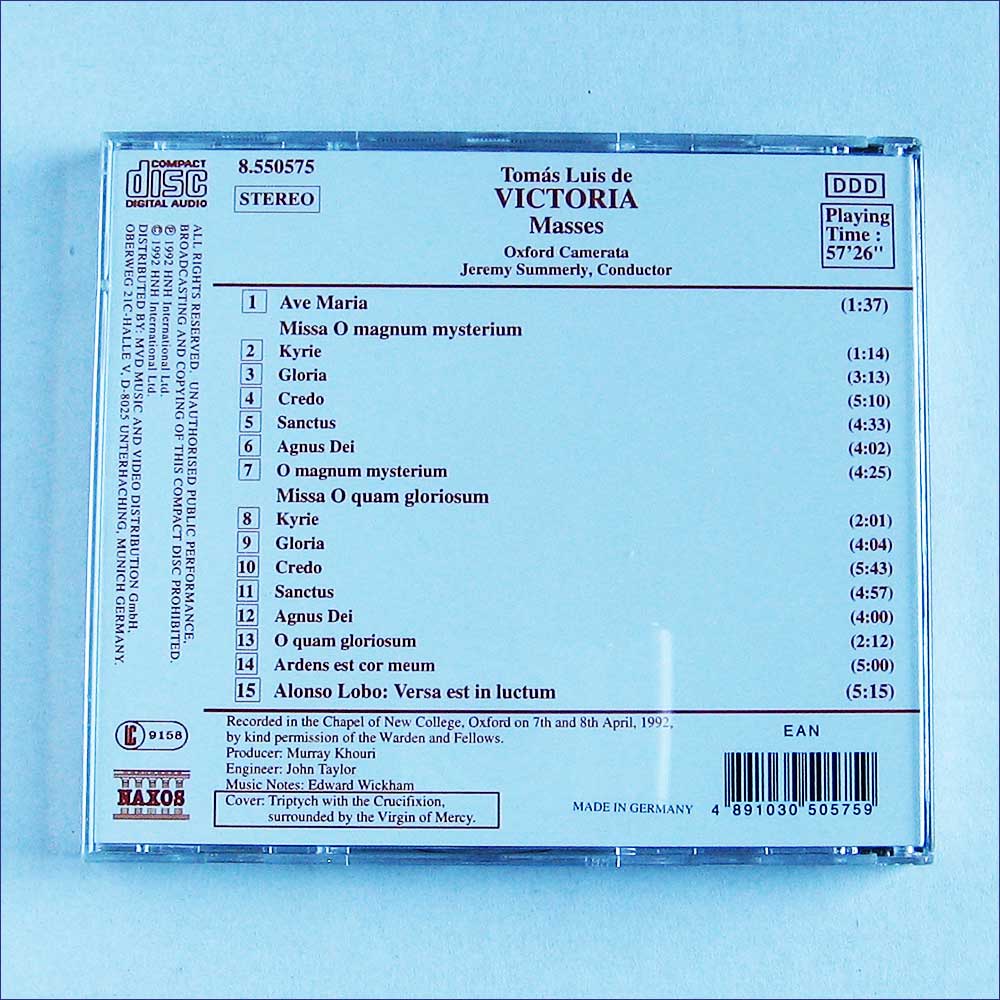 COMPACT
disc
DIGITAL AUDIO
8.550575
STEREO
Tomás Luis de
VICTORIA
Masses
Oxford Camerata
Jeremy Summerly, Conductor
DDD
Playing
Time :
57'26"
1 Ave Maria (1:37)
Missa O magnum mysterium
2 Kyrie (1:14)
3 Gloria (3:13)
4 Credo (5:10)
5 Sanctus (4:33)
6 Agnus Dei (4:02)
7 O magnum mysterium (4:25)
Missa O quam gloriosum
8 Kyrie (2:01)
9 Gloria (4:04)
10 Credo (5:43)
11 Sanctus (4:57)
12 Agnus Dei (4:00)
13 O quam gloriosum (2:12)
14 Ardens est cor meum (5:00)
15 Alonso Lobo: Versa est in luctum (5:15)
Recorded in the Chapel of New College, Oxford on 7th and 8th April, 1992,
by kind permission of the Warden and Fellows.
Producer: Murray Khouri
Engineer: John Taylor
Music Notes: Edward Wickham
Cover: Triptych with the Crucifixion,
surrounded by the Virgin of Mercy.
EAN
MADE IN GERMANY
4 891030 505759
ALL RIGHTS RESERVED. UNAUTHORISED PUBLIC PERFORMANCE,
BROADCASTING AND COPYING OF THIS COMPACT DISC PROHIBITED.
℗ 1992 HNH International Ltd.
© 1992 HNH International Ltd.
DISTRIBUTED BY: MVD MUSIC AND VIDEO DISTRIBUTION GmbH,
OBERWEG 21C-HALLE V, D-8025 UNTERHACHING, MUNICH GERMANY.
LC 9158
NAXOS